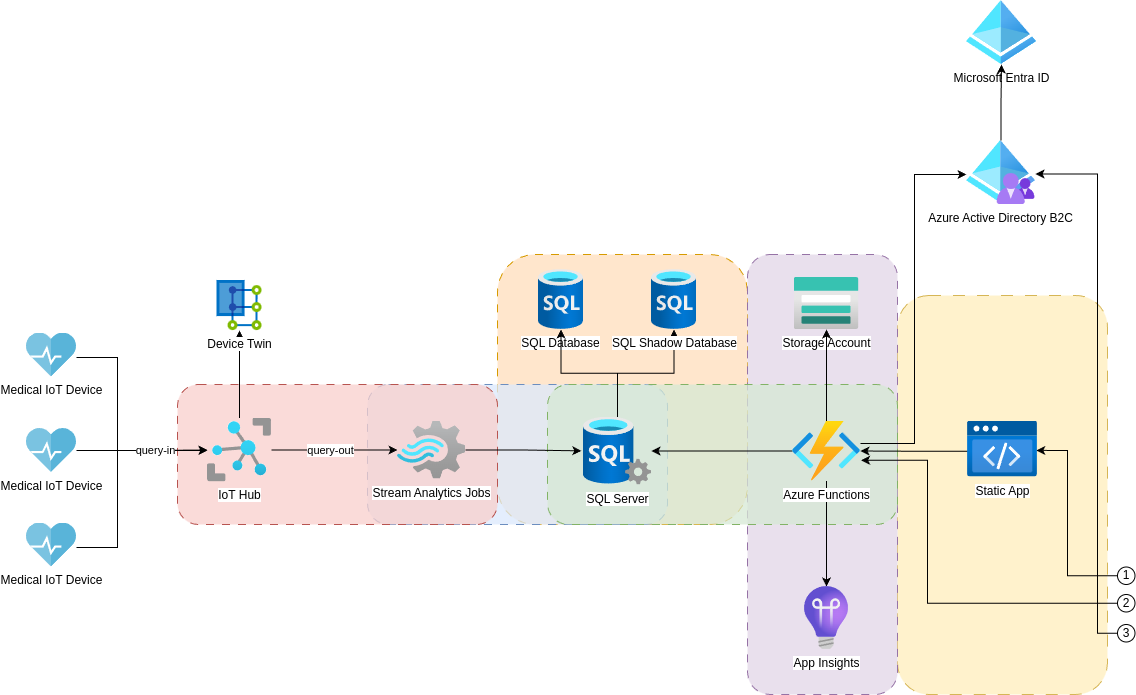 Microsoft Entra ID
Azure Active Directory B2C
SQL
SQL
Device Twin
SQL Database
SQL Shadow Database
Storage Account
Medical IoT Device
query-in
query-out
SQL
Medical IoT Device
IoT Hub
Stream Analytics Jobs
SQL Server
Azure Functions
Static App
Medical IoT Device
1
2
3
App Insights